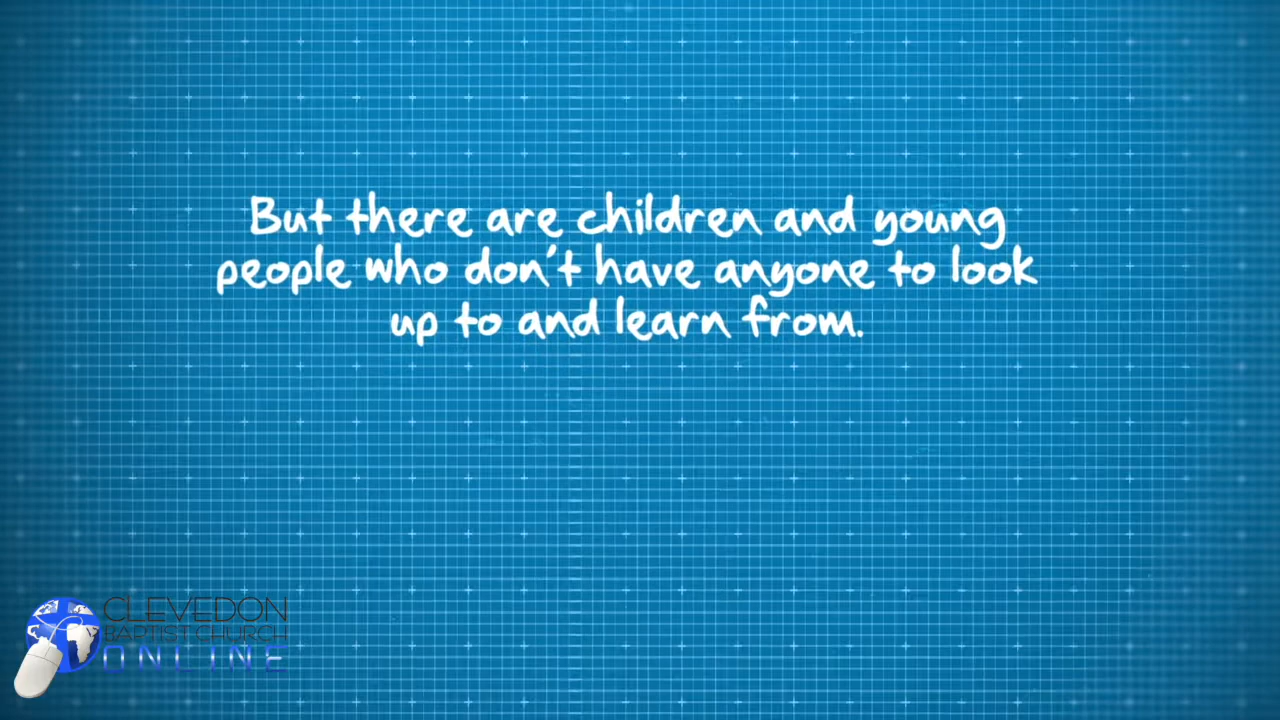 But there are children and young
people who don't have anyone to look
up to and learn from.
CLEVEDON
BAPTIST CHURCH
ONLINE